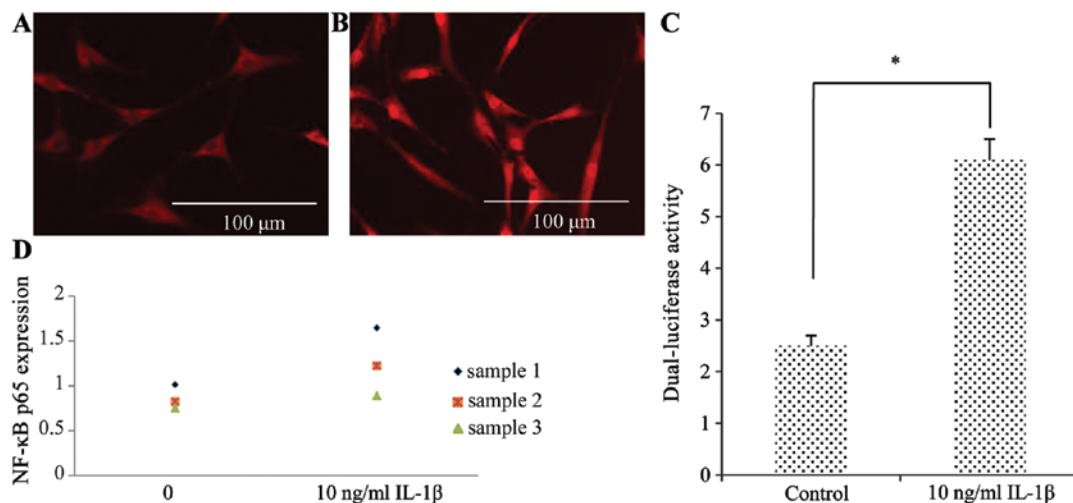 A
100 μm
B
100 μm
C
*
Dual-luciferase activity
7
6
5
4
3
2
1
0
Control
10 ng/ml IL-1β
D
NF-κB p65 expression
2
1.5
1
0.5
0
0
10 ng/ml IL-1β
sample 1
sample 2
sample 3